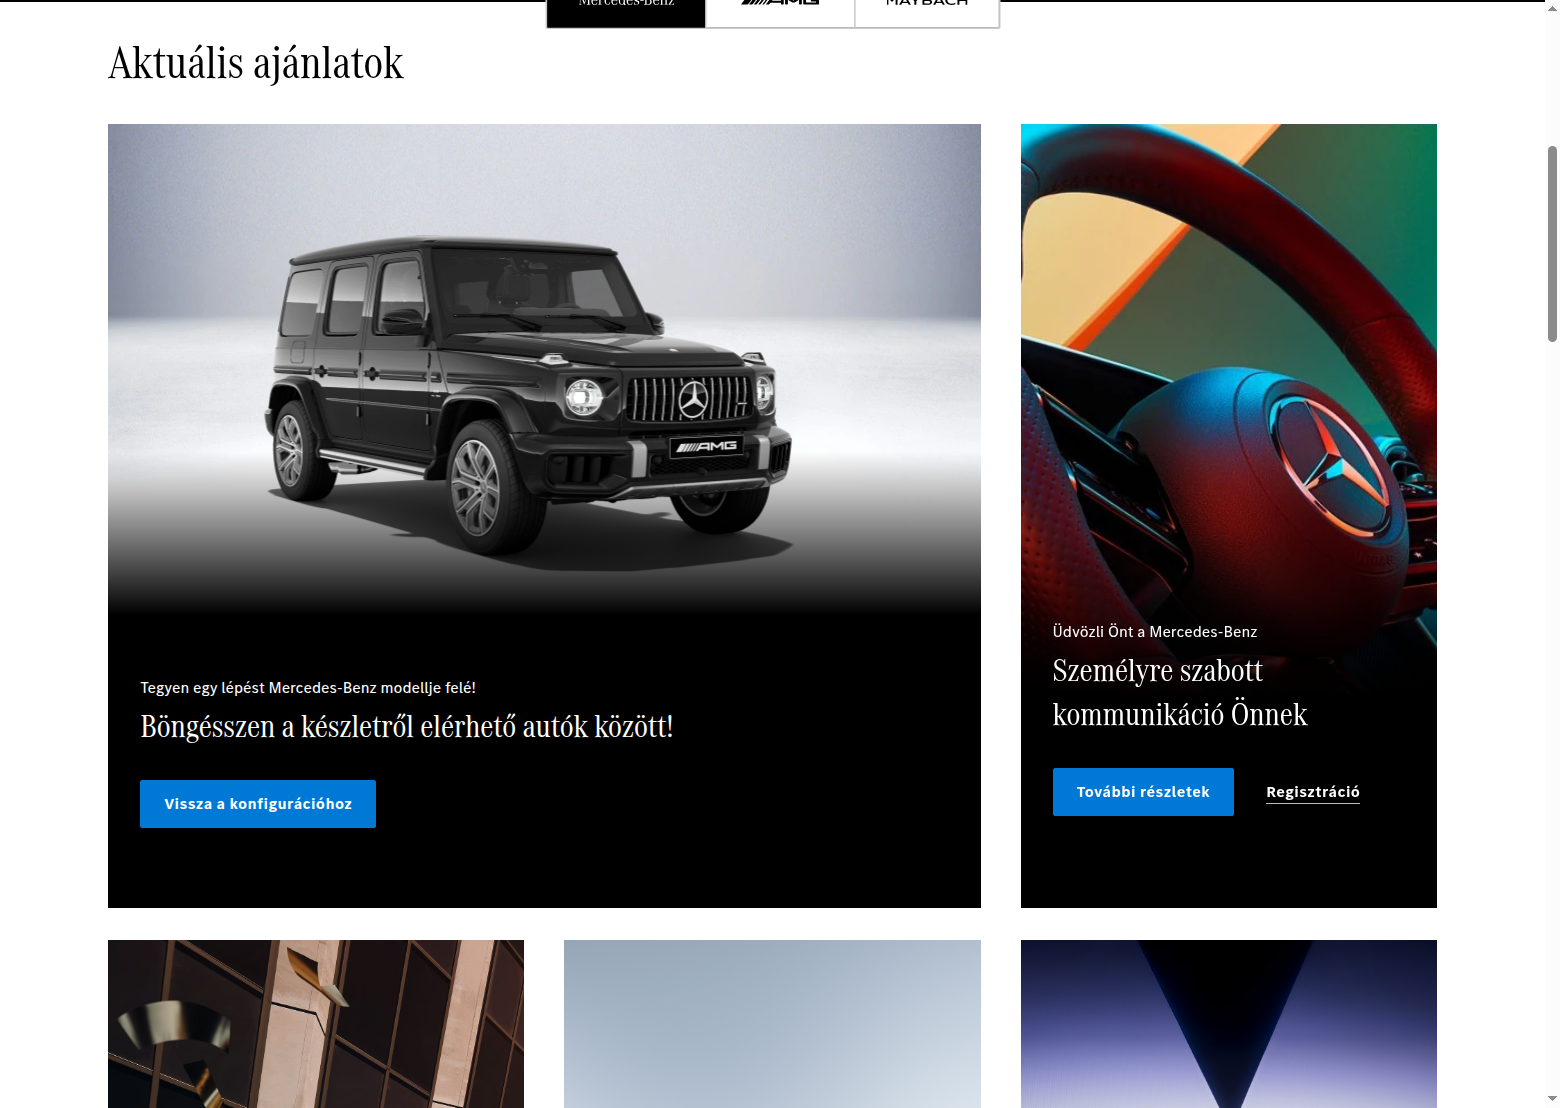 Mercedes-Benz
AMG
MAYBACH
Aktuális ajánlatok
AMG
Tegyen egy lépést Mercedes-Benz modellje felé!
Böngésszen a készletről elérhető autók között!
Vissza a konfigurációhoz
Üdvözli Önt a Mercedes-Benz
Személyre szabott
kommunikáció Önnek
További részletek
Regisztráció